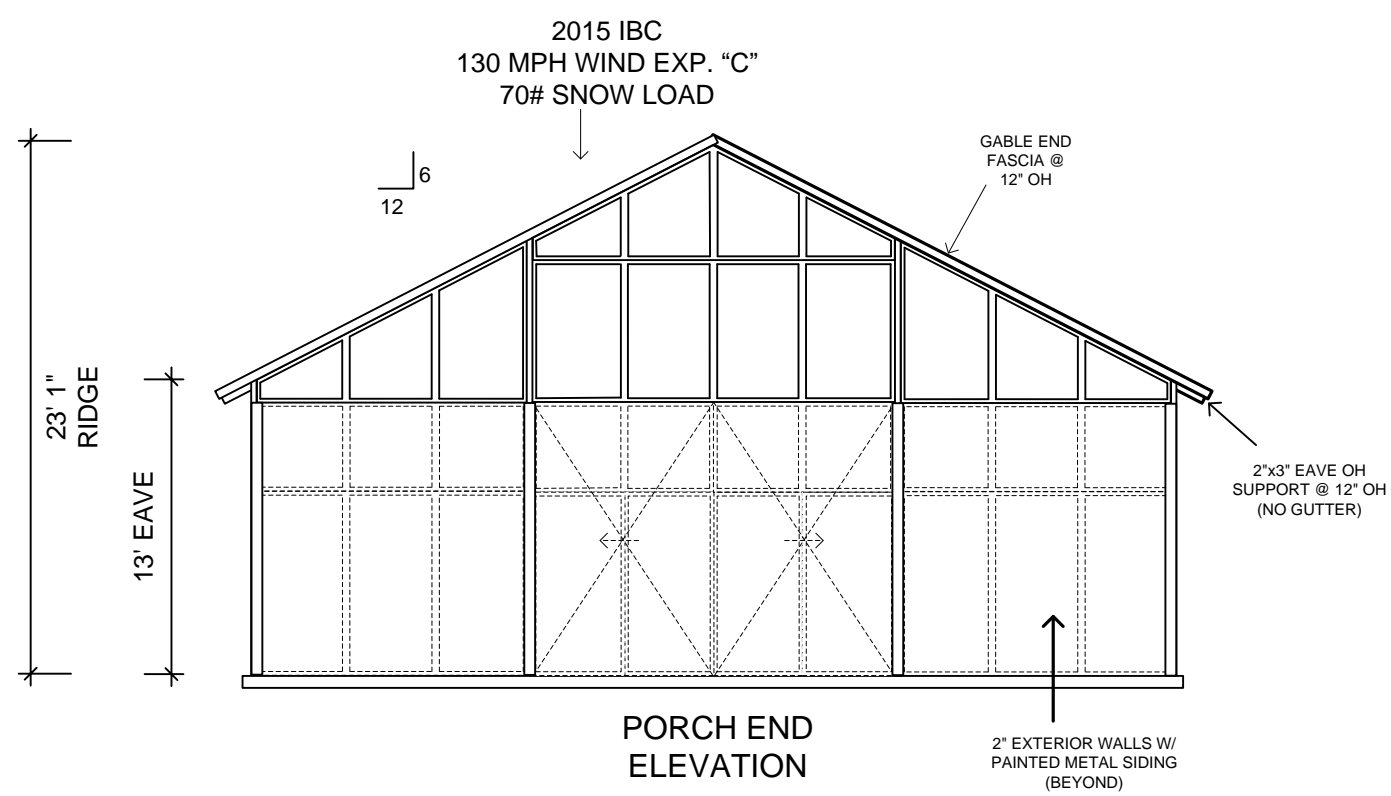 2015 IBC
130 MPH WIND EXP. “C”
70# SNOW LOAD
GABLE END
FASCIA @
12" OH
6
12
23' 1"
RIDGE
13' EAVE
2"x3" EAVE OH
SUPPORT @ 12" OH
(NO GUTTER)
PORCH END
ELEVATION
2" EXTERIOR WALLS W/
PAINTED METAL SIDING
(BEYOND)